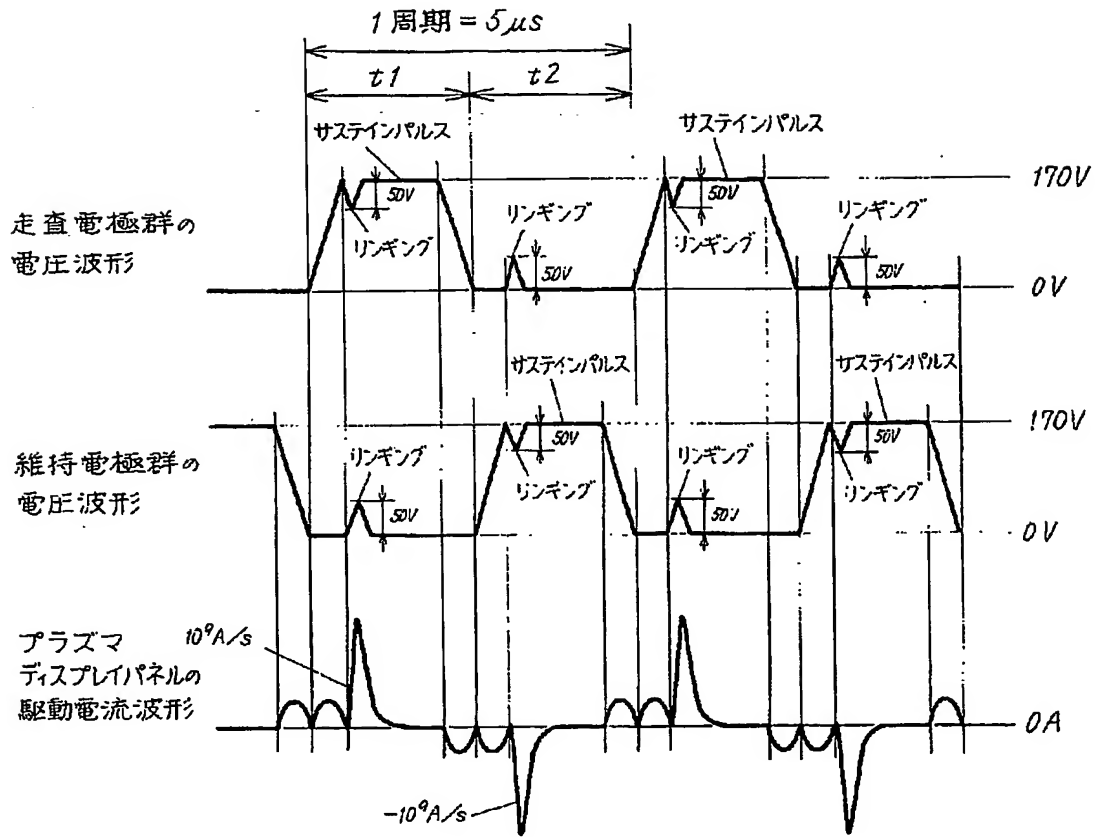 1周期=5μs
t1
t2
サステインパルス
サステインパルス
170V
50V
リンギング
リンギング
50V
50V
リンギング
リンギング
50V
走査電極群の
電圧波形
0V
サステインパルス
サステインパルス
170V
リンギング
50V
リンギング
リンギング
50V
リンギング
50V
50V
維持電極群の
電圧波形
0V
プラズマ
ディスプレイパネルの
駆動電流波形
10⁹A/s
0A
-10⁹A/s